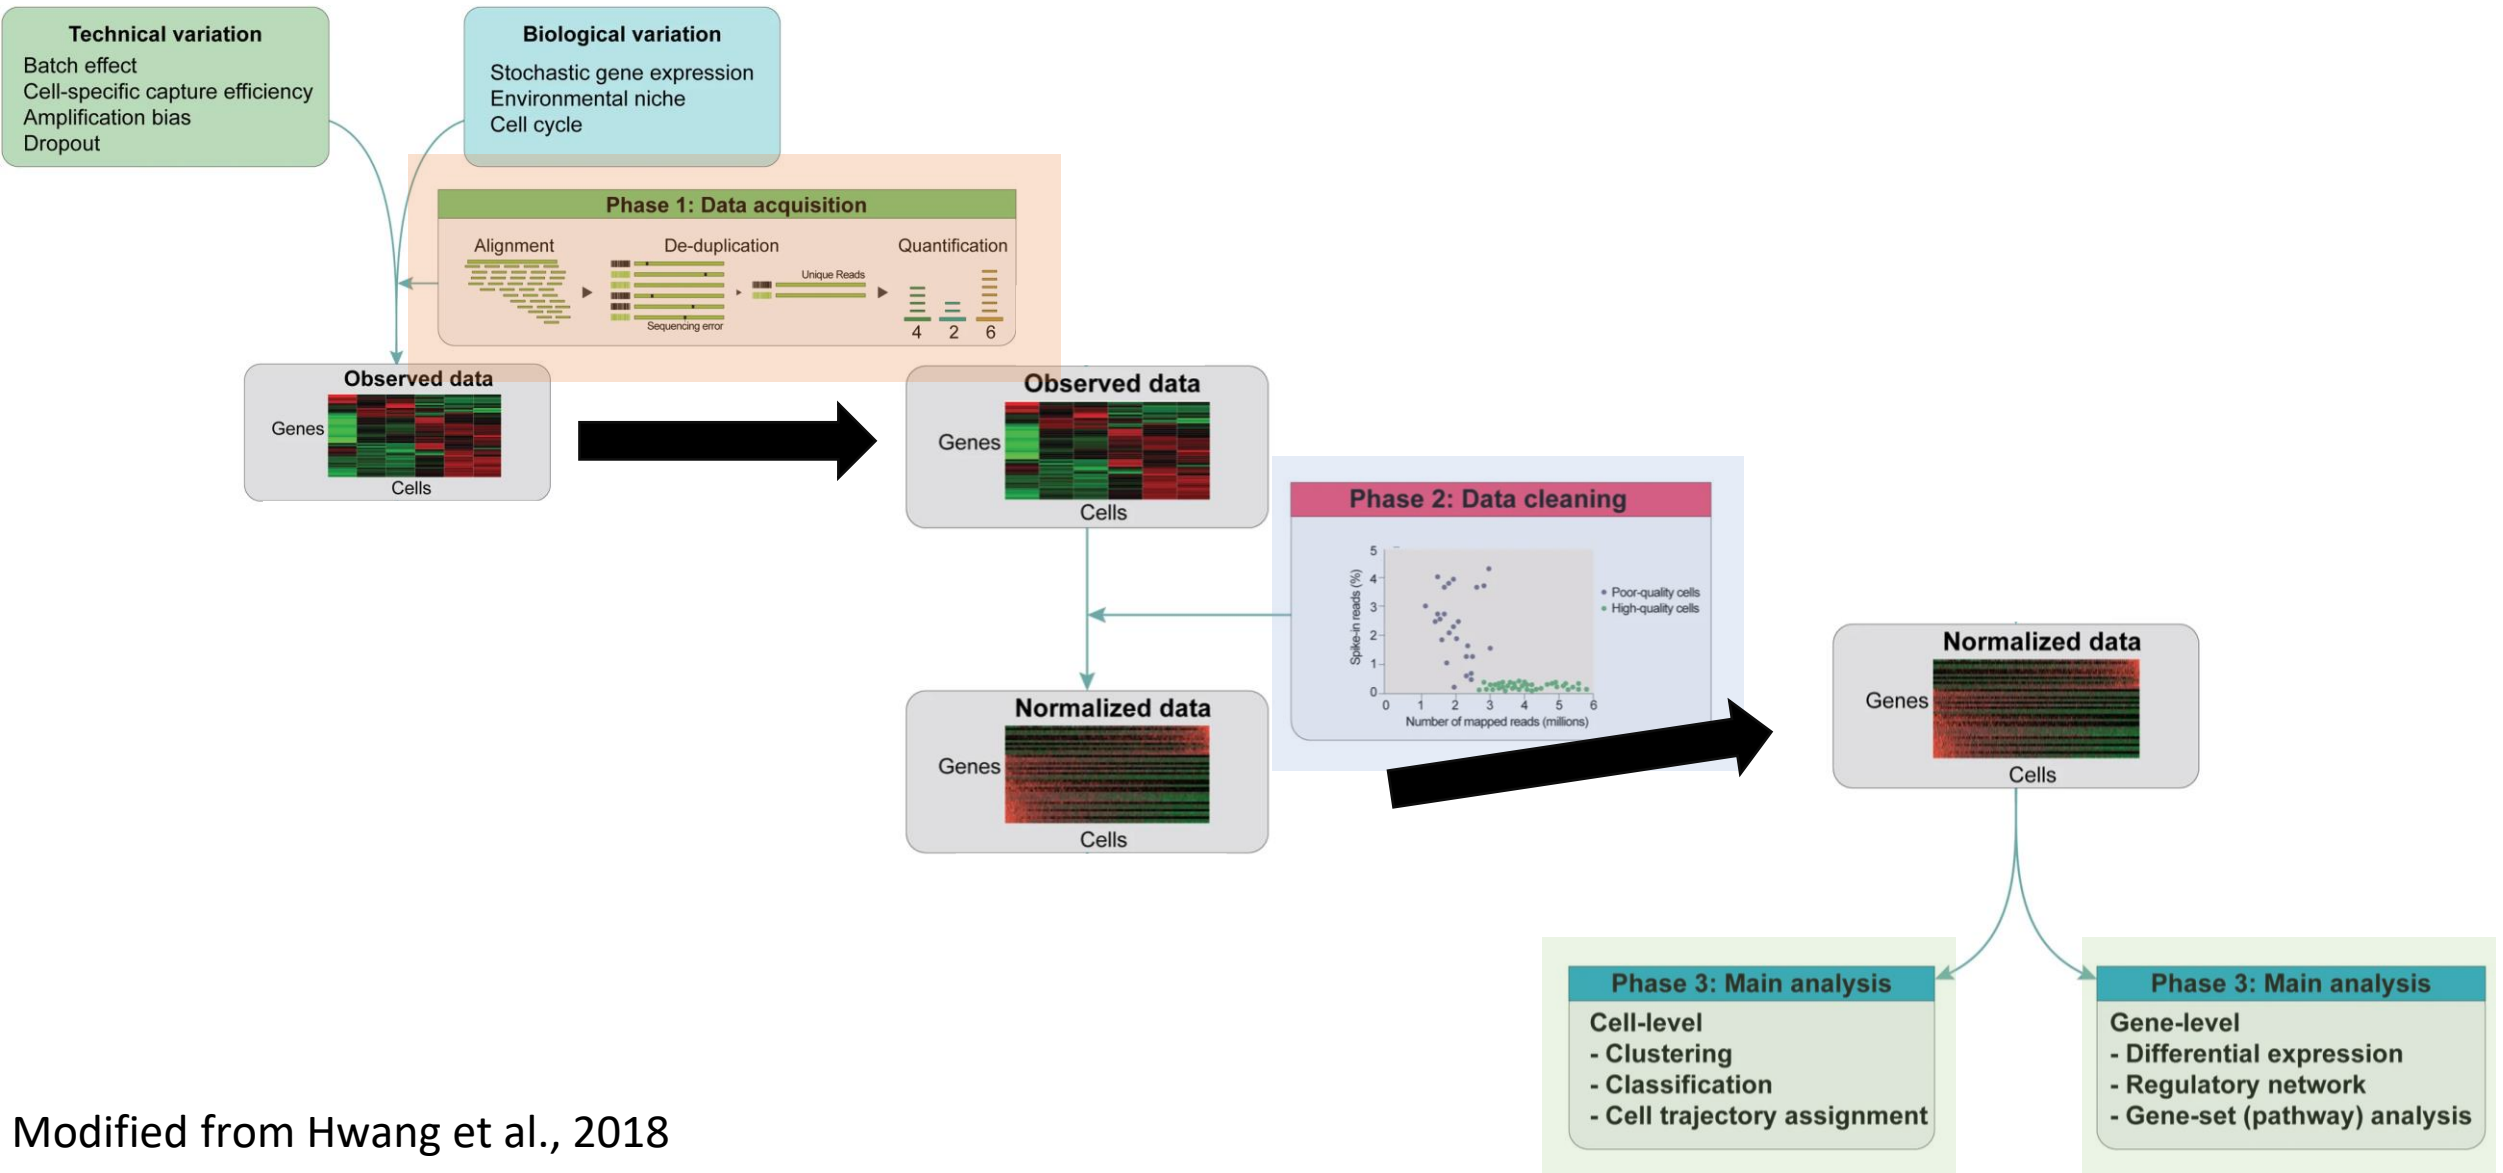 Technical variation
Batch effect
Cell-specific capture efficiency
Amplification bias
Dropout
Biological variation
Stochastic gene expression
Environmental niche
Cell cycle
Phase 1: Data acquisition
Alignment
De-duplication
Quantification
Unique Reads
Sequencing error
4 2 6
Observed data
Genes
Cells
Observed data
Genes
Cells
Phase 2: Data cleaning
Spike-in reads (%)
5
4
3
2
1
0
0 1 2 3 4 5 6
Number of mapped reads (millions)
Poor-quality cells
High-quality cells
Normalized data
Genes
Cells
Normalized data
Genes
Cells
Phase 3: Main analysis
Cell-level
- Clustering
- Classification
- Cell trajectory assignment
Phase 3: Main analysis
Gene-level
- Differential expression
- Regulatory network
- Gene-set (pathway) analysis
Modified from Hwang et al., 2018